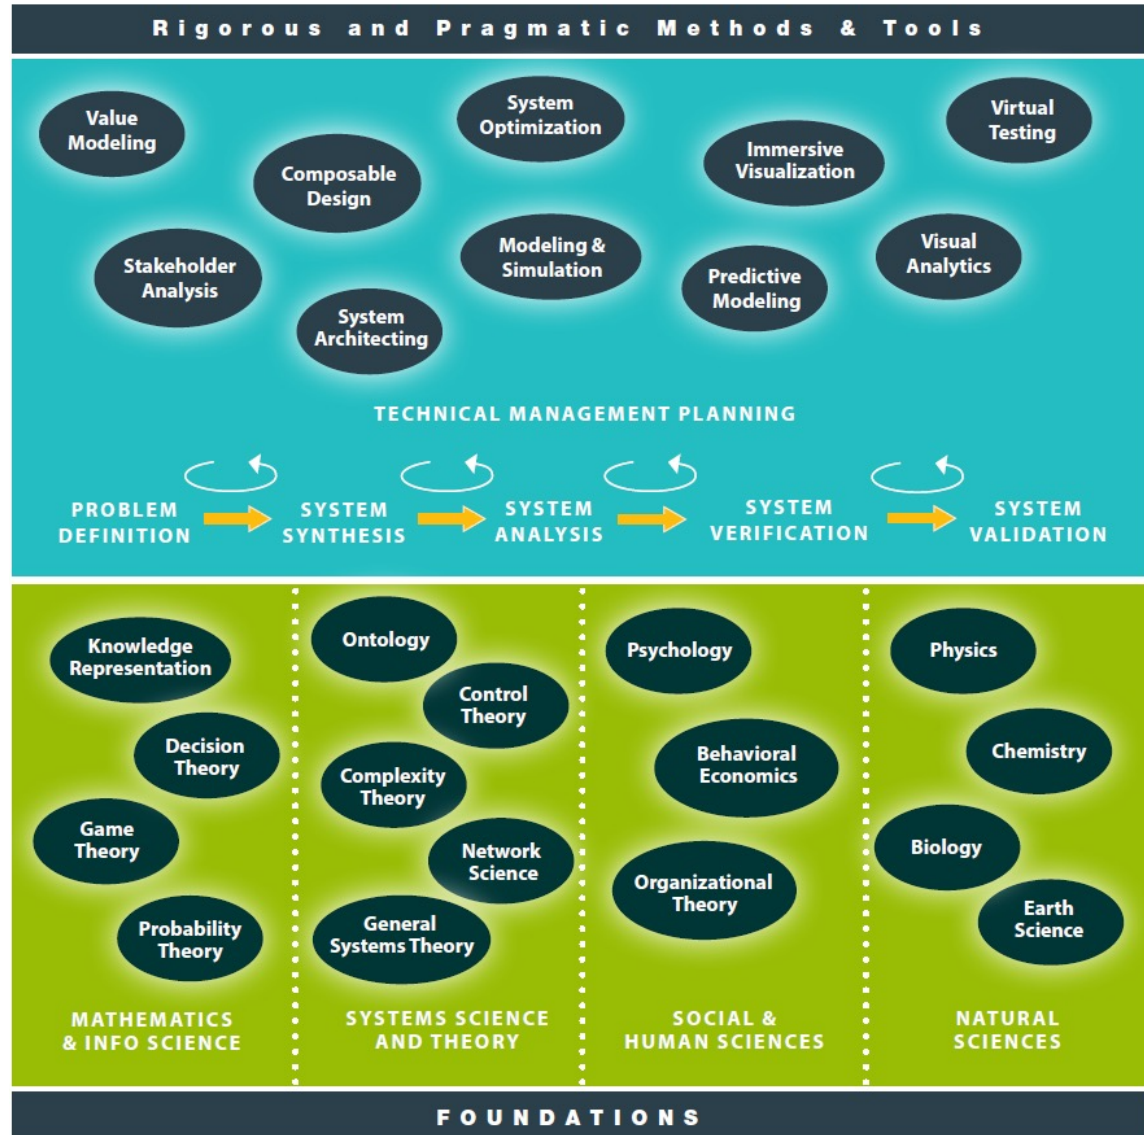 Rigorous and Pragmatic Methods & Tools
Value
Modeling
System
Optimization
Virtual
Testing
Composable
Design
Immersive
Visualization
Stakeholder
Analysis
Modeling &
Simulation
Visual
Analytics
Predictive
Modeling
System
Architecting
TECHNICAL MANAGEMENT PLANNING
PROBLEM
DEFINITION
SYSTEM
SYNTHESIS
SYSTEM
ANALYSIS
SYSTEM
VERIFICATION
SYSTEM
VALIDATION
Knowledge
Representation
Decision
Theory
Game
Theory
Probability
Theory
MATHEMATICS
& INFO SCIENCE
Ontology
Control
Theory
Complexity
Theory
Network
Science
General
Systems Theory
SYSTEMS SCIENCE
AND THEORY
Psychology
Behavioral
Economics
Organizational
Theory
SOCIAL &
HUMAN SCIENCES
Physics
Chemistry
Biology
Earth
Science
NATURAL
SCIENCES
FOUNDATIONS